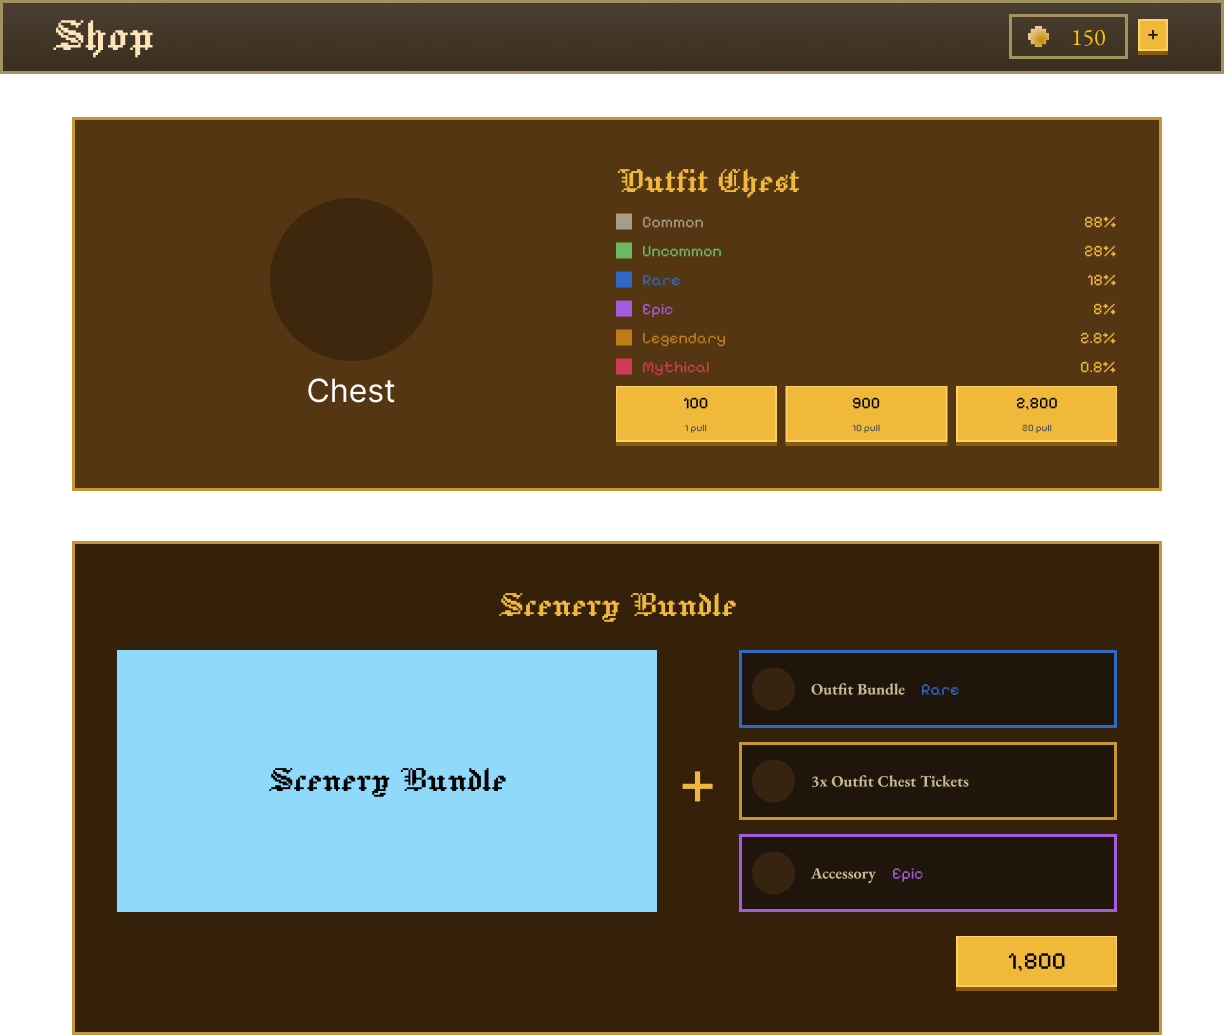 Shop
150
+
Outfit Chest
Common 88%
Uncommon 28%
Rare 18%
Epic 8%
Legendary 2.8%
Mythical 0.8%
Chest
100
1 pull
900
10 pull
2,800
20 pull
Scenery Bundle
Scenery Bundle
+
Outfit Bundle Rare
3x Outfit Chest Tickets
Accessory Epic
1,800